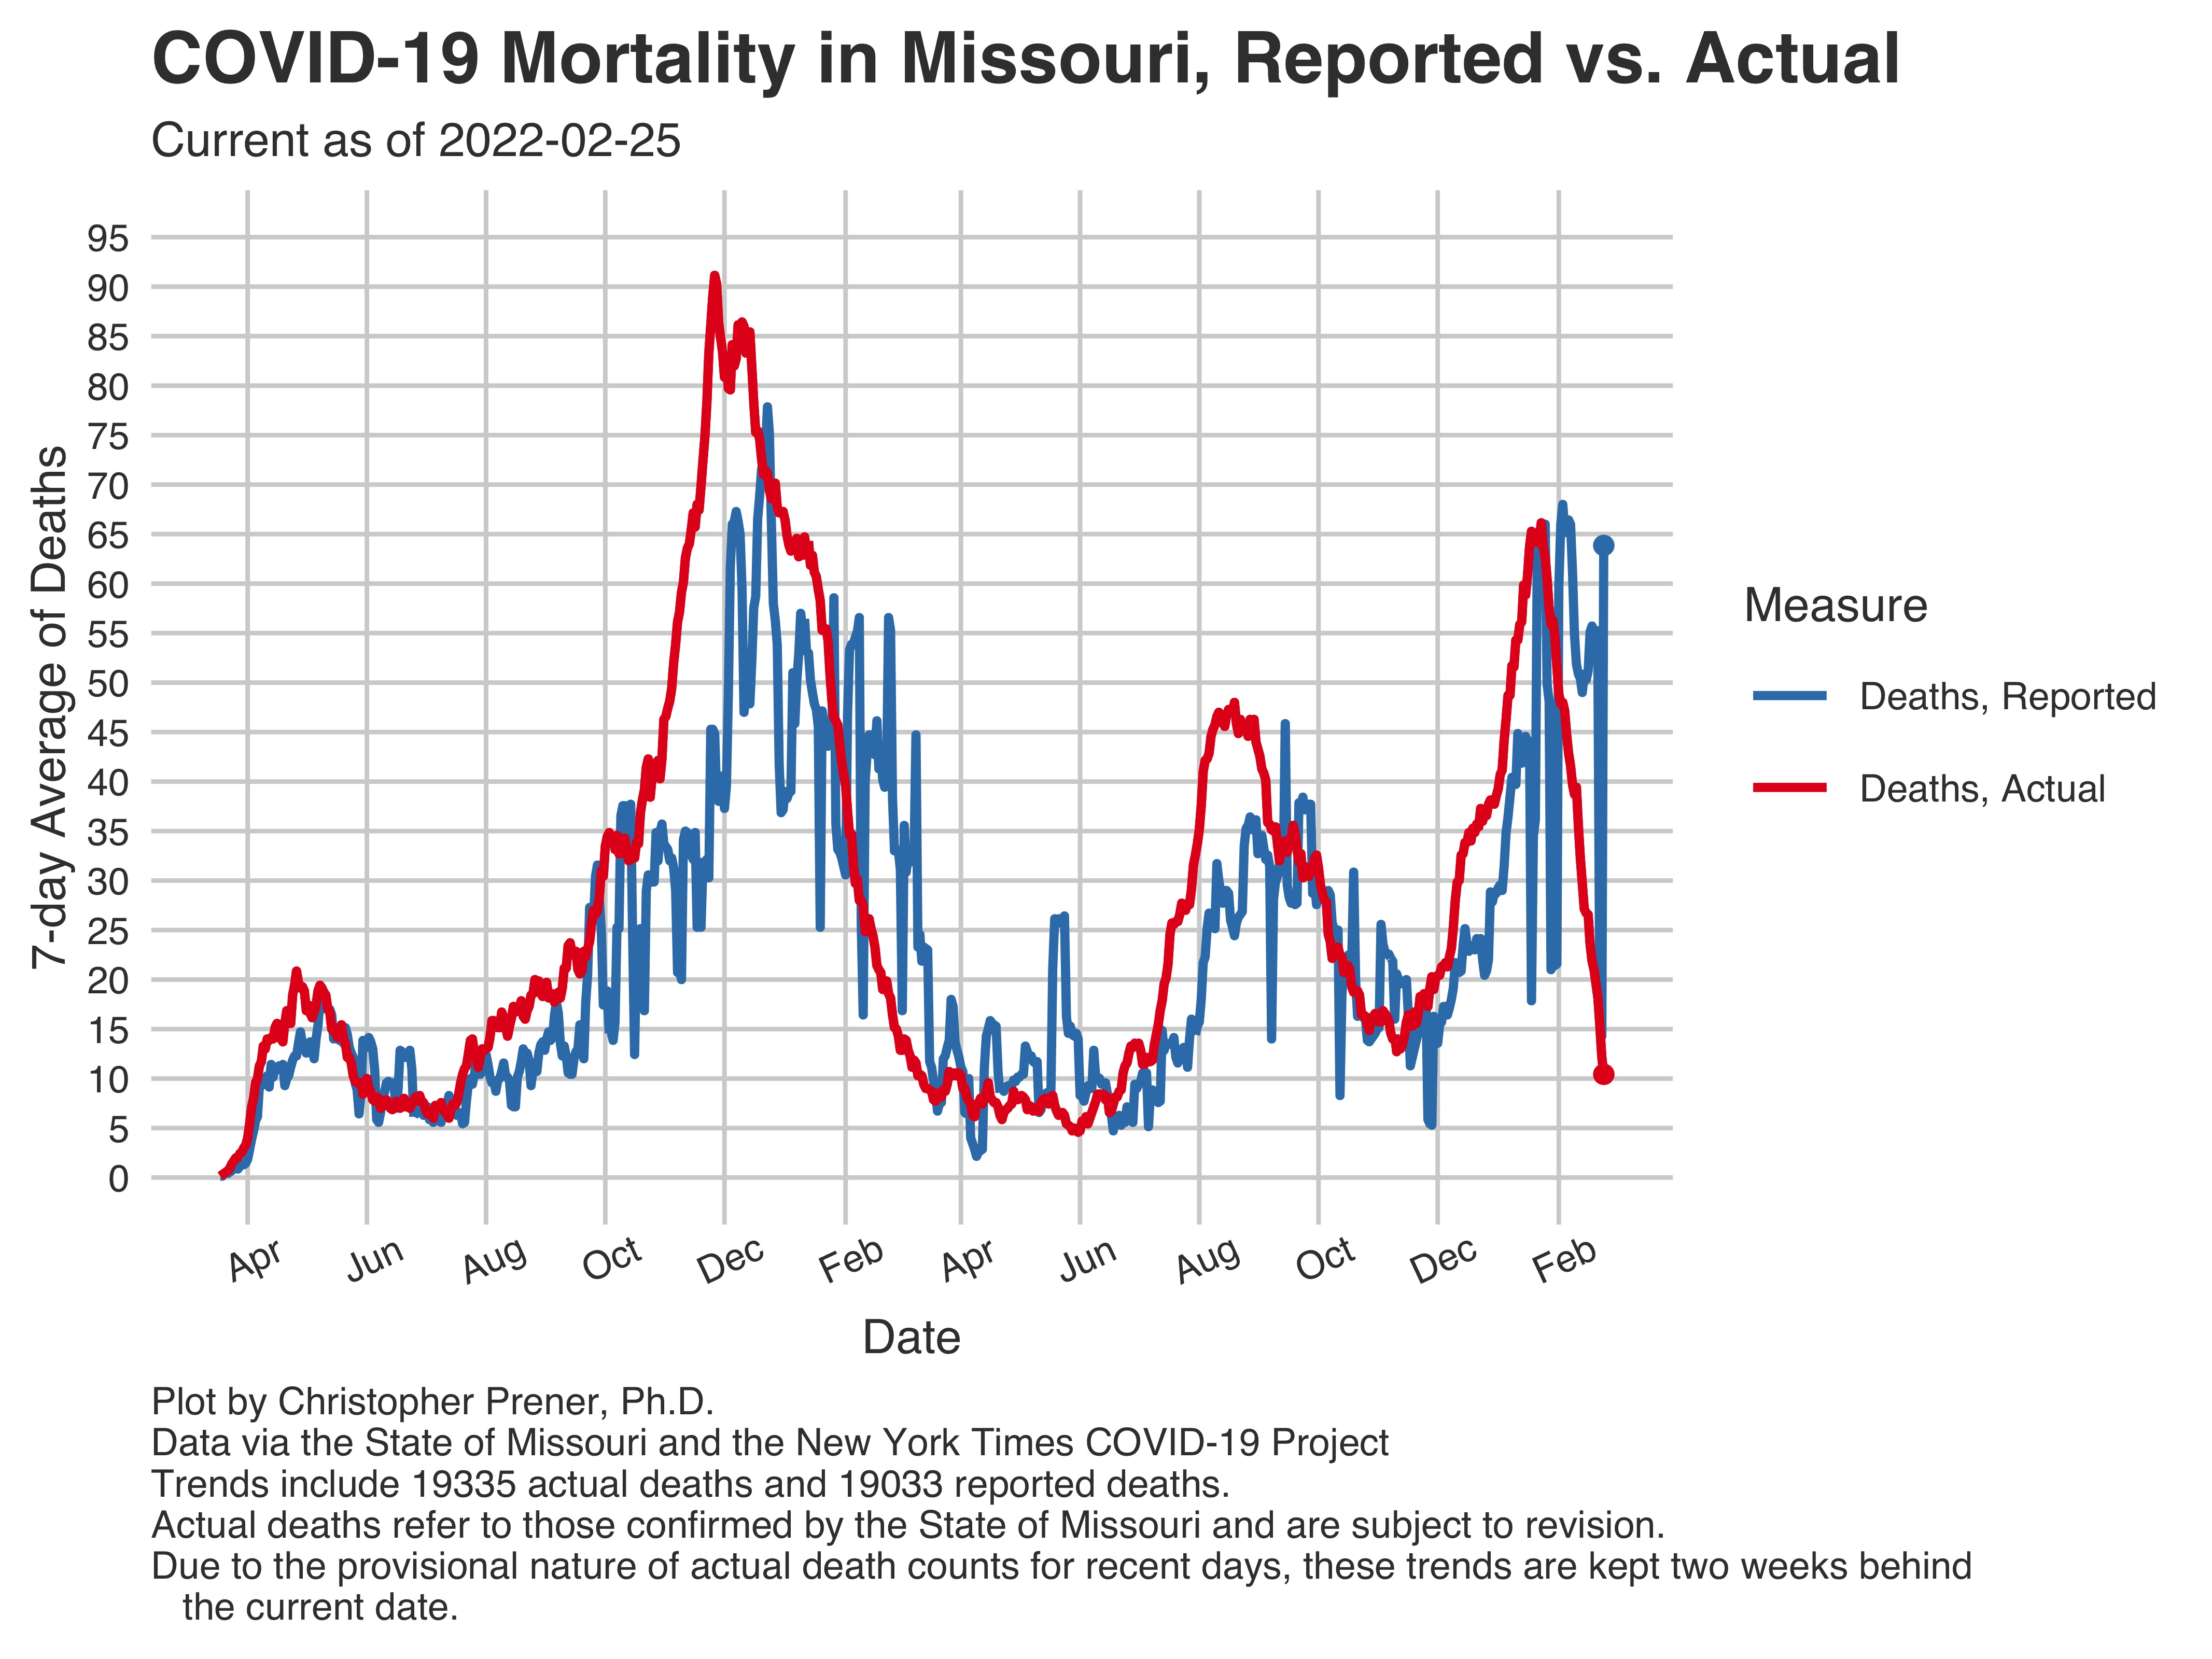 COVID-19 Mortality in Missouri, Reported vs. Actual
Current as of 2022-02-25
7-day Average of Deaths
95
90
85
80
75
70
65
60
55
50
45
40
35
30
25
20
15
10
5
0
Apr Jun Aug Oct Dec Feb Apr Jun Aug Oct Dec Feb
Date
Measure
Deaths, Reported
Deaths, Actual
Plot by Christopher Prener, Ph.D.
Data via the State of Missouri and the New York Times COVID-19 Project
Trends include 19335 actual deaths and 19033 reported deaths.
Actual deaths refer to those confirmed by the State of Missouri and are subject to revision.
Due to the provisional nature of actual death counts for recent days, these trends are kept two weeks behind
the current date.